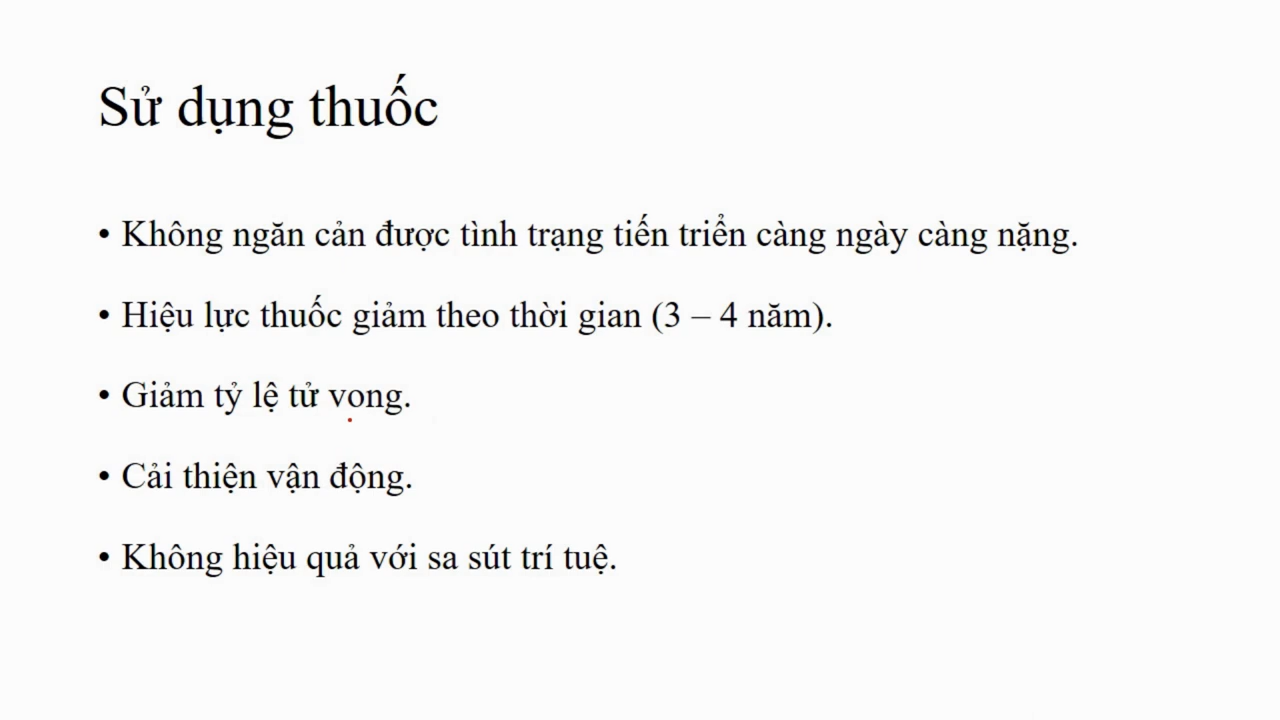 Sử dụng thuốc
• Không ngăn cản được tình trạng tiến triển càng ngày càng nặng.
• Hiệu lực thuốc giảm theo thời gian (3 – 4 năm).
• Giảm tỷ lệ tử vong.
• Cải thiện vận động.
• Không hiệu quả với sa sút trí tuệ.